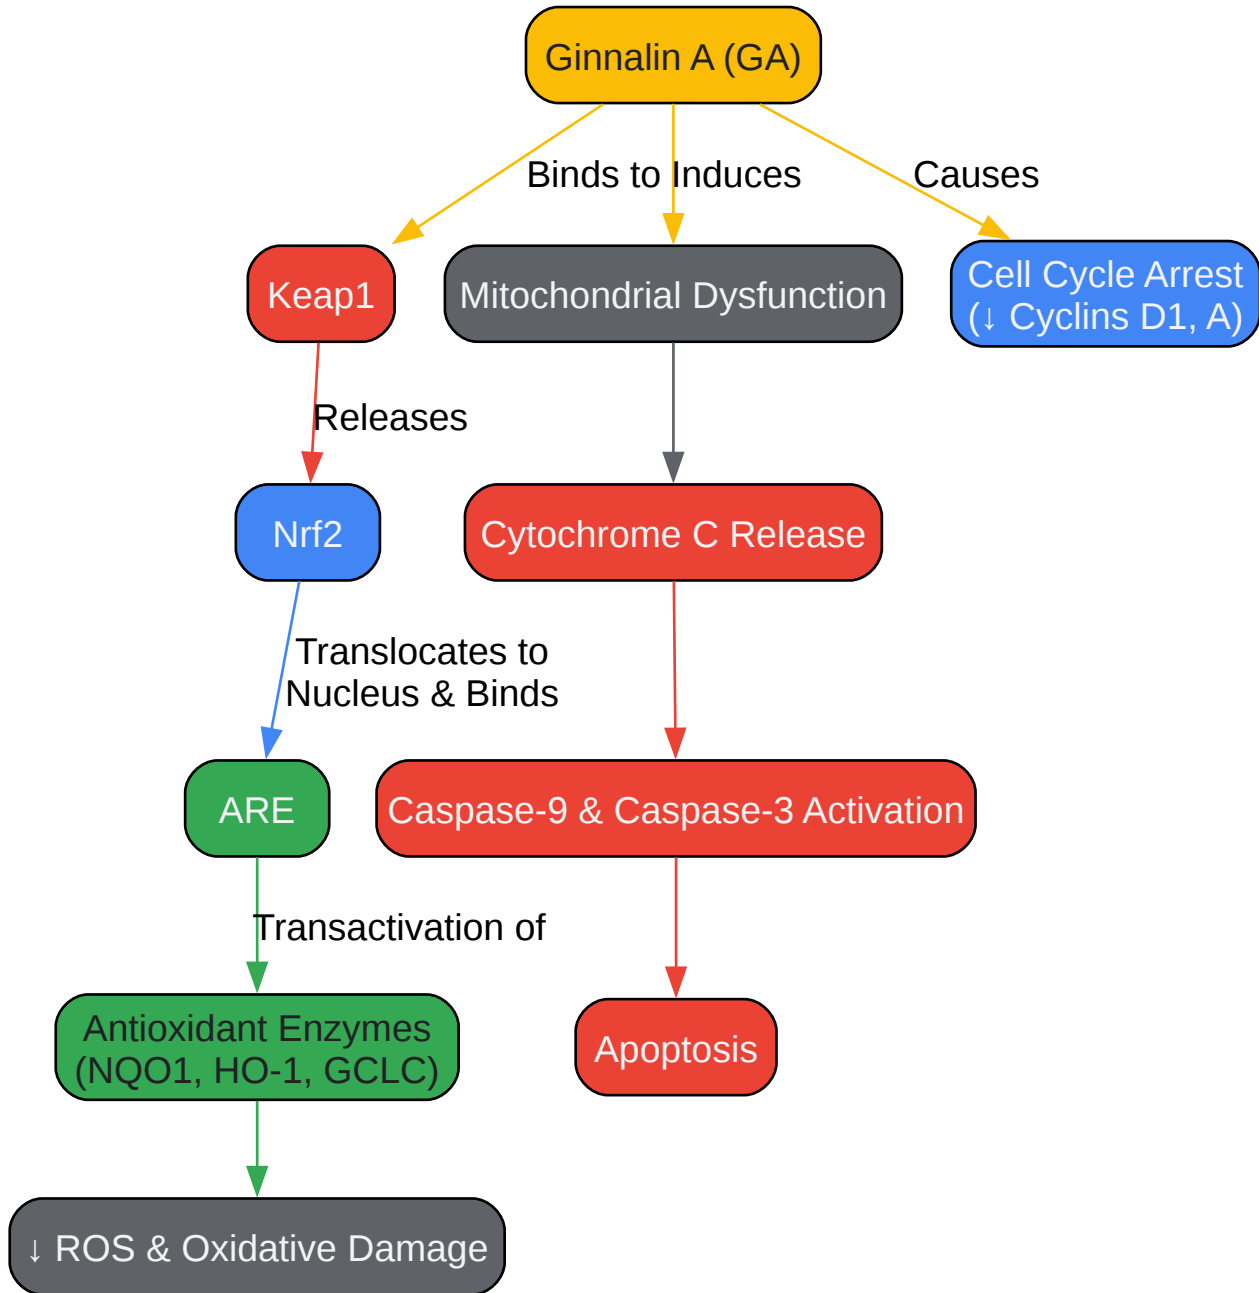 Ginnalin A (GA)
Binds to
Induces
Causes
Keap1
Mitochondrial Dysfunction
Cell Cycle Arrest
(↓ Cyclins D1, A)
Releases
Nrf2
Cytochrome C Release
Translocates to
Nucleus & Binds
ARE
Caspase-9 & Caspase-3 Activation
Transactivation of
Antioxidant Enzymes
(NQO1, HO-1, GCLC)
Apoptosis
↓ ROS & Oxidative Damage